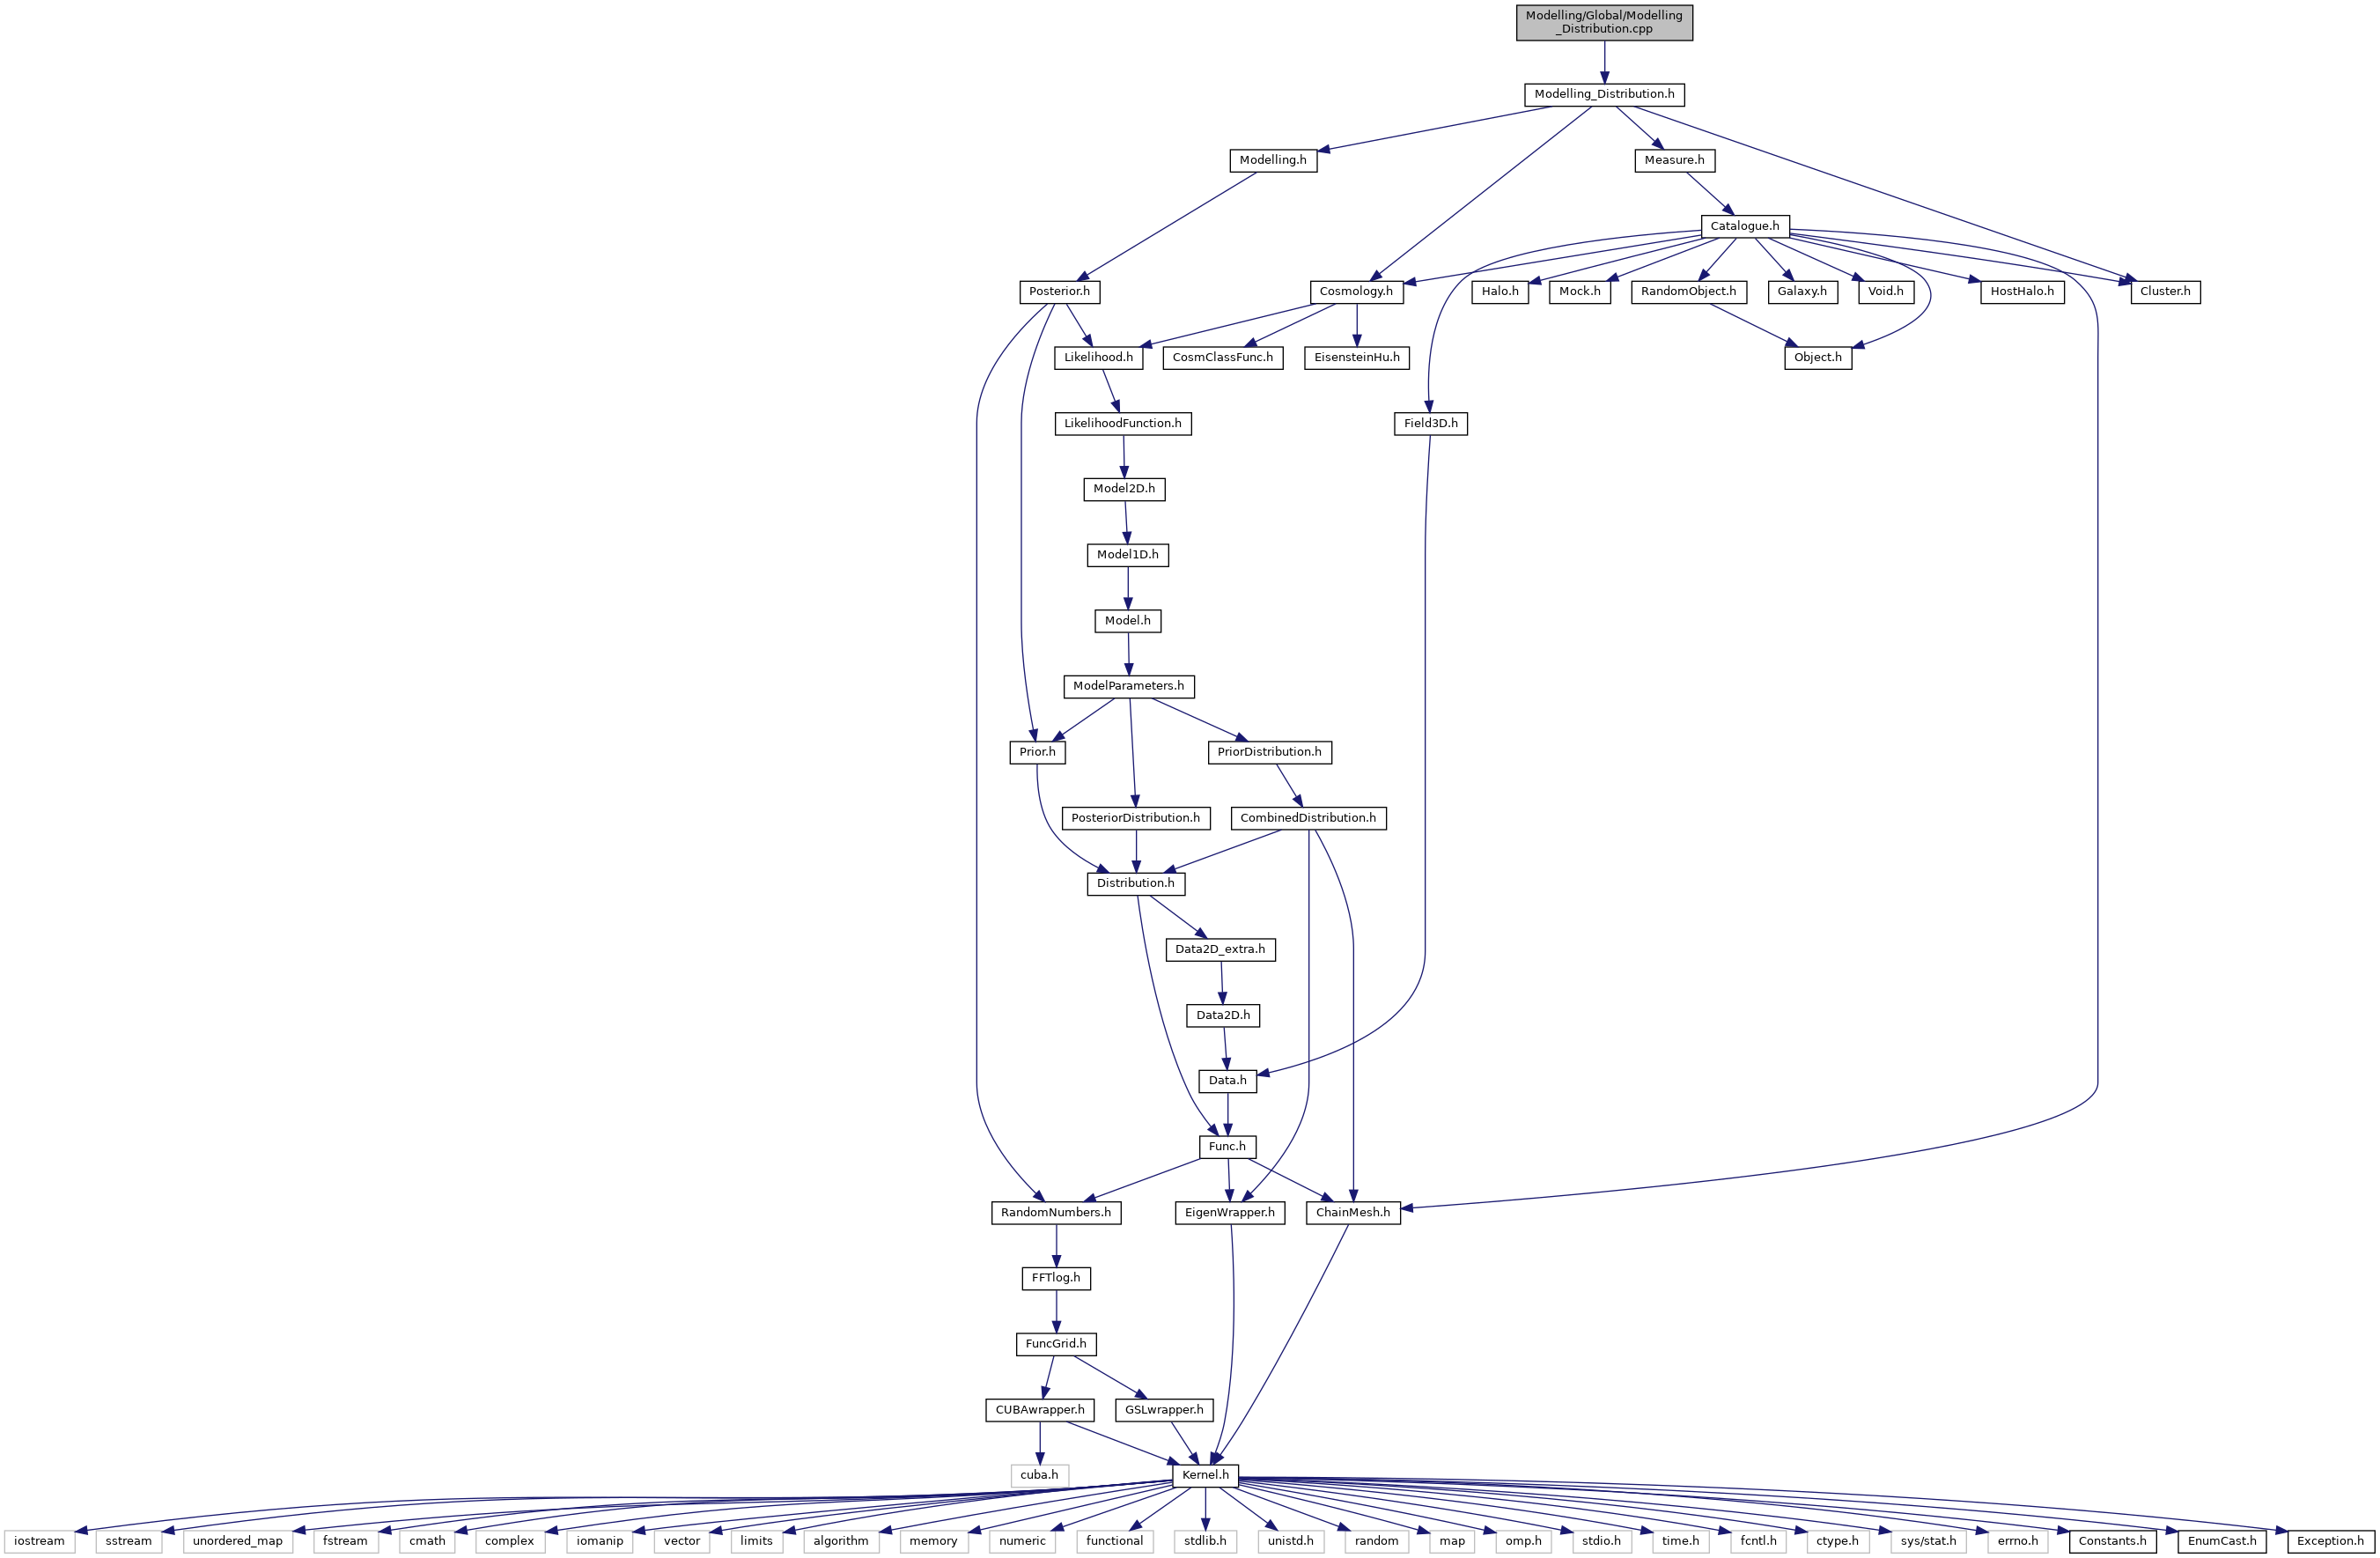 Modelling/Global/Modelling
_Distribution.cpp
Modelling_Distribution.h
Modelling.h
Measure.h
Catalogue.h
Posterior.h
Cosmology.h
Halo.h
Mock.h
RandomObject.h
Galaxy.h
Void.h
HostHalo.h
Cluster.h
Likelihood.h
CosmClassFunc.h
EisensteinHu.h
Object.h
LikelihoodFunction.h
Field3D.h
Model2D.h
Model1D.h
Model.h
ModelParameters.h
Prior.h
PriorDistribution.h
PosteriorDistribution.h
CombinedDistribution.h
Distribution.h
Data2D_extra.h
Data2D.h
Data.h
Func.h
RandomNumbers.h
EigenWrapper.h
ChainMesh.h
FFTlog.h
FuncGrid.h
CUBAwrapper.h
GSLwrapper.h
cuba.h
Kernel.h
iostream
sstream
unordered_map
fstream
cmath
complex
iomanip
vector
limits
algorithm
memory
numeric
functional
stdlib.h
unistd.h
random
map
omp.h
stdio.h
time.h
fcntl.h
ctype.h
sys/stat.h
errno.h
Constants.h
EnumCast.h
Exception.h